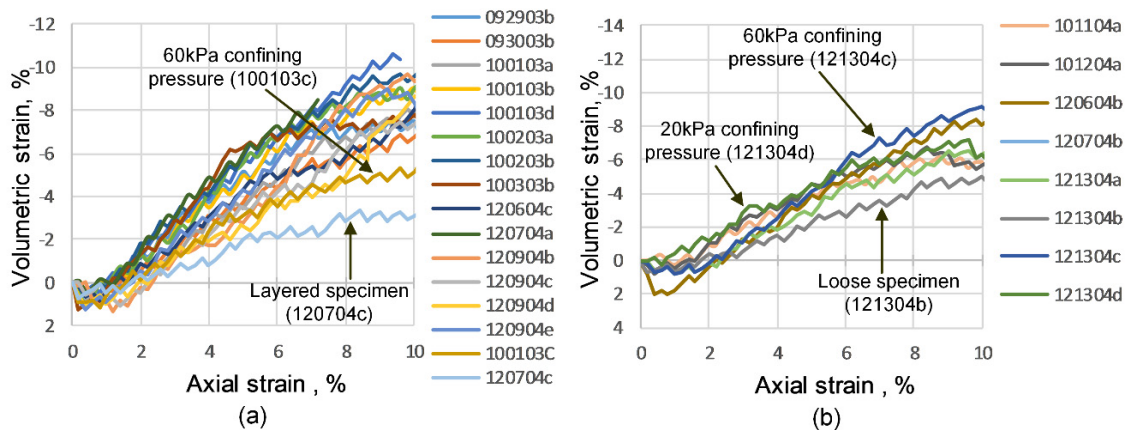 -12
-10
-8
-6
-4
-2
0
2
Volumetric strain, %
0 2 4 6 8 10
Axial strain , %
(a)
60kPa confining
pressure (100103c)
Layered specimen
(120704c)
092903b
093003b
100103a
100103b
100103d
100203a
100203b
100303b
120604c
120704a
120904b
120904c
120904d
120904e
100103C
120704c
-14
-12
-10
-8
-6
-4
-2
0
2
4
Volumetric strain, %
0 2 4 6 8 10
Axial strain , %
(b)
60kPa confining
pressure (121304c)
20kPa confining
pressure (121304d)
Loose specimen
(121304b)
101104a
101204a
120604b
120704b
121304a
121304b
121304c
121304d